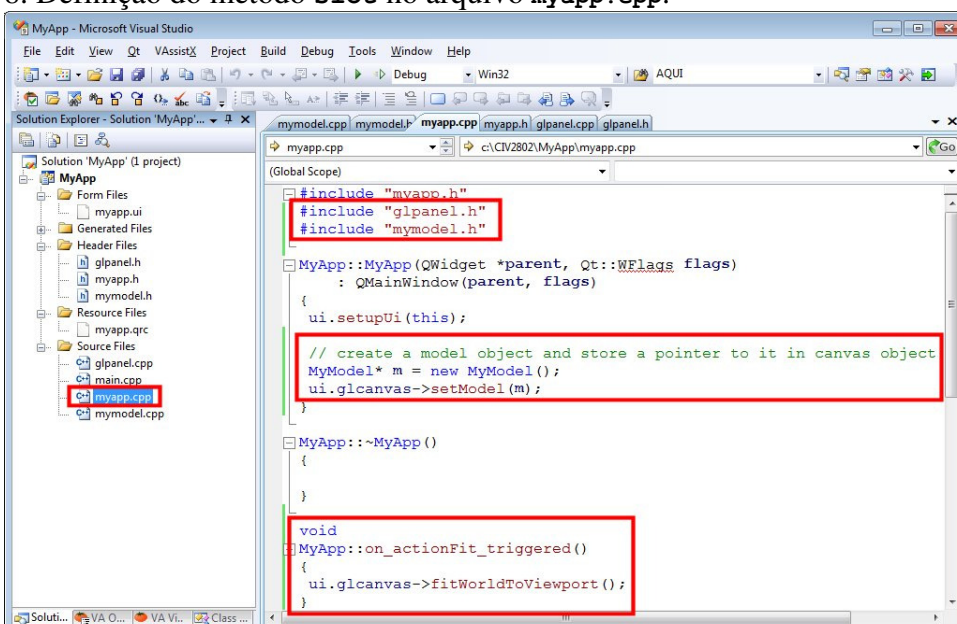 8. Definição do método slot no arquivo myapp.cpp.
MyApp - Microsoft Visual Studio
File Edit View Qt VAssistX Project Build Debug Tools Window Help
Debug Win32 AQUI
Solution Explorer - Solution 'MyApp'...
mymodel.cpp mymodel.h myapp.cpp myapp.h glpanel.cpp glpanel.h
myapp.cpp c:\CIV2802\MyApp\myapp.cpp Go
(Global Scope)
Solution 'MyApp' (1 project)
MyApp
Form Files
myapp.ui
Generated Files
Header Files
glpanel.h
myapp.h
mymodel.h
Resource Files
myapp.qrc
Source Files
glpanel.cpp
main.cpp
myapp.cpp
mymodel.cpp
#include "myapp.h"
#include "glpanel.h"
#include "mymodel.h"
MyApp::MyApp(QWidget *parent, Qt::WFlags flags)
: QMainWindow(parent, flags)
{
ui.setupUi(this);
// create a model object and store a pointer to it in canvas object
MyModel* m = new MyModel();
ui.glcanvas->setModel(m);
}
MyApp::~MyApp()
{
}
void
MyApp::on_actionFit_triggered()
{
ui.glcanvas->fitWorldToViewport();
}
Soluti... VA O... VA Vi.. Class ...